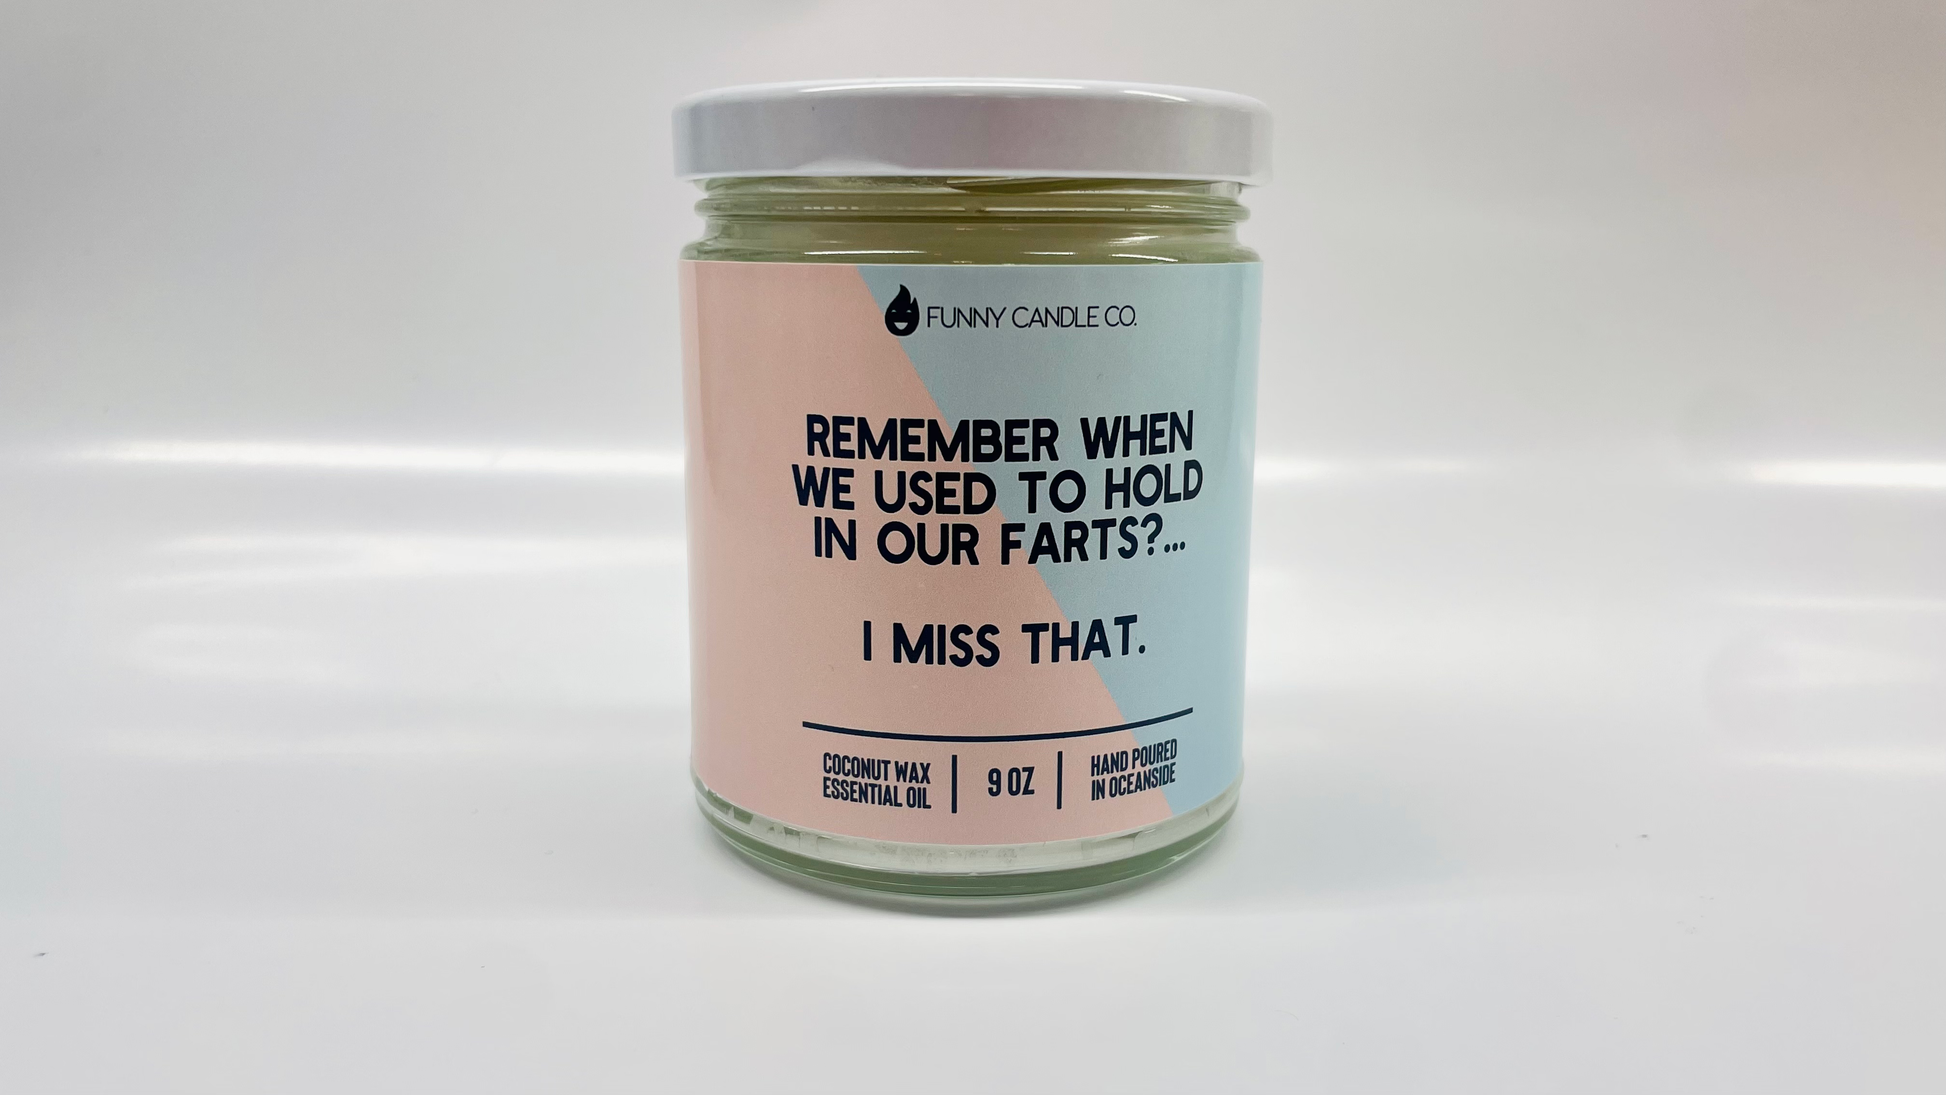 FUNNY CANDLE CO.
REMEMBER WHEN
WE USED TO HOLD
IN OUR FARTS?...
I MISS THAT.
COCONUT WAX
ESSENTIAL OIL
9 OZ
HAND POURED
IN OCEANSIDE